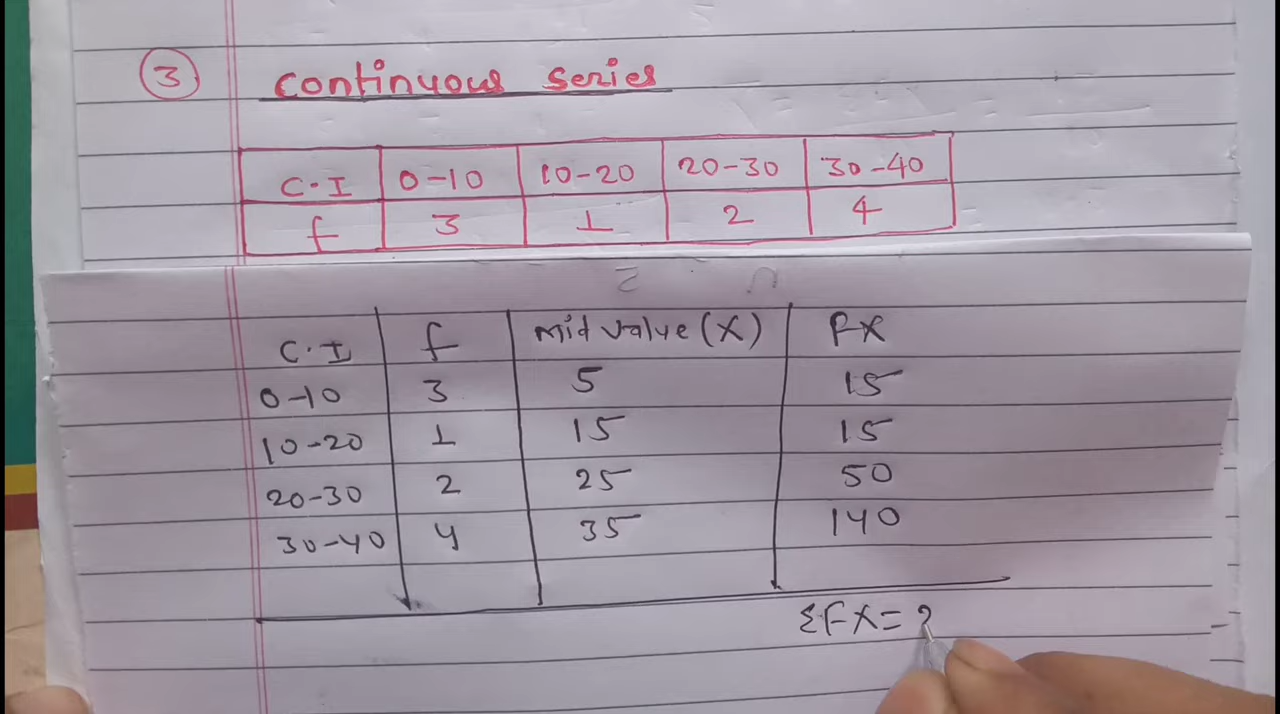 3 Continuous series
C.I 0-10 10-20 20-30 30-40
f 3 1 2 4
C.I f mid value (X) FX
0-10 3 5 15
10-20 1 15 15
20-30 2 25 50
30-40 4 35 140
ΣFX= 2